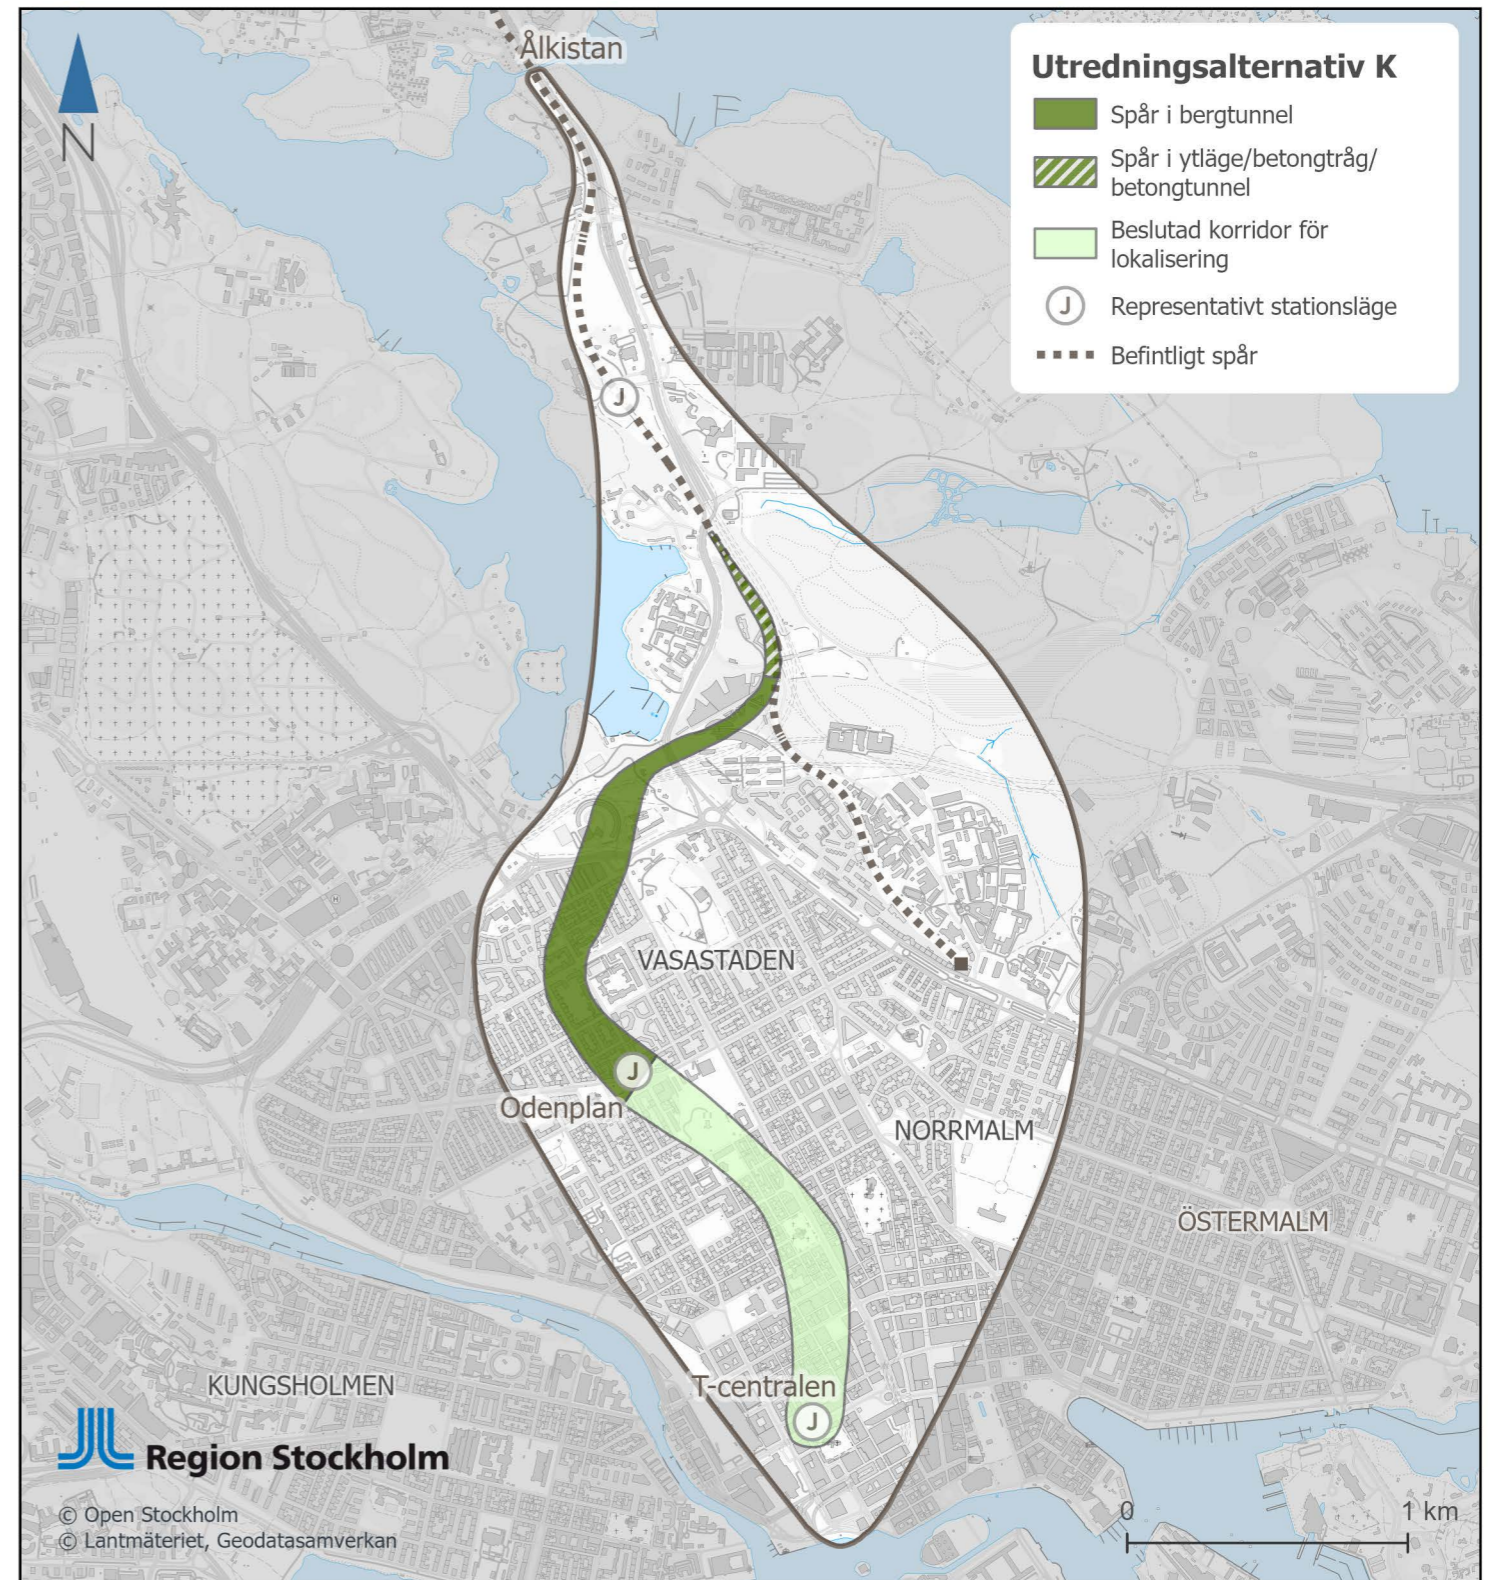 Ålkistan
N
Utredningsalternativ K
Spår i bergtunnel
Spår i ytläge/betongtråg/
betongtunnel
Beslutad korridor för
lokalisering
J Representativt stationsläge
Befintligt spår
J
VASASTADEN
J
Odenplan
NORRMALM
ÖSTERMALM
T-centralen
KUNGSHOLMEN
J
Region Stockholm
© Open Stockholm
© Lantmäteriet, Geodatasamverkan
0 1 km